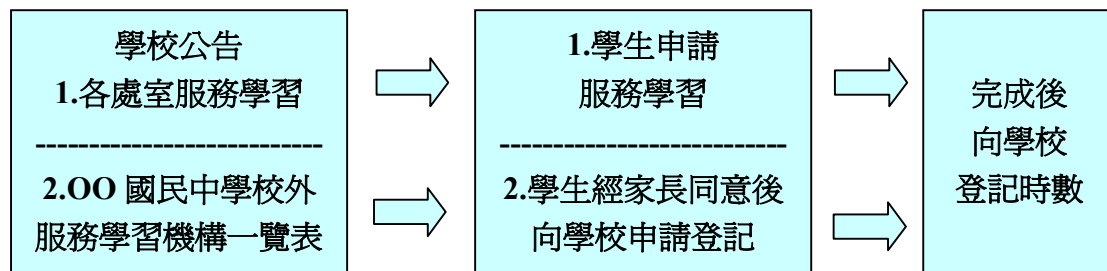 學校公告
1.各處室服務學習
---------------------------
2.OO 國民中學校外
服務學習機構一覽表
1.學生申請
服務學習
---------------------------
2.學生經家長同意後
向學校申請登記
完成後
向學校
登記時數